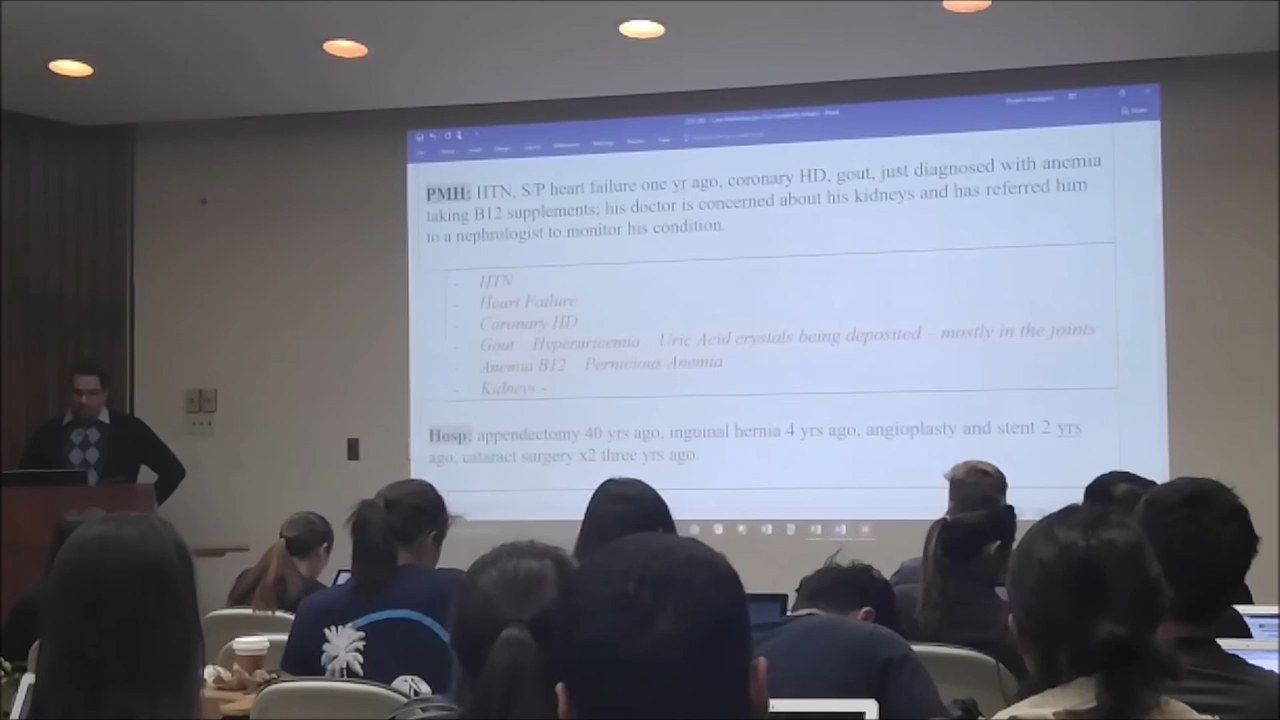 PMH: HTN, S/P heart failure one yr ago, coronary HD, gout, just diagnosed with anemia
taking B12 supplements; his doctor is concerned about his kidneys and has referred him
to a nephrologist to monitor his condition.
- HTN
- Heart Failure
- Coronary HD
- Gout – Hyperuricemia – Uric Acid crystals being deposited – mostly in the joints
- Anemia B12 – Pernicious Anemia
- Kidneys –
Hosp: appendectomy 40 yrs ago, inguinal hernia 4 yrs ago, angioplasty and stent 2 yrs
ago, cataract surgery x2 three yrs ago.